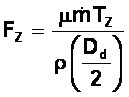 F_Z = μṁT_Z / ρ(D_d / 2)